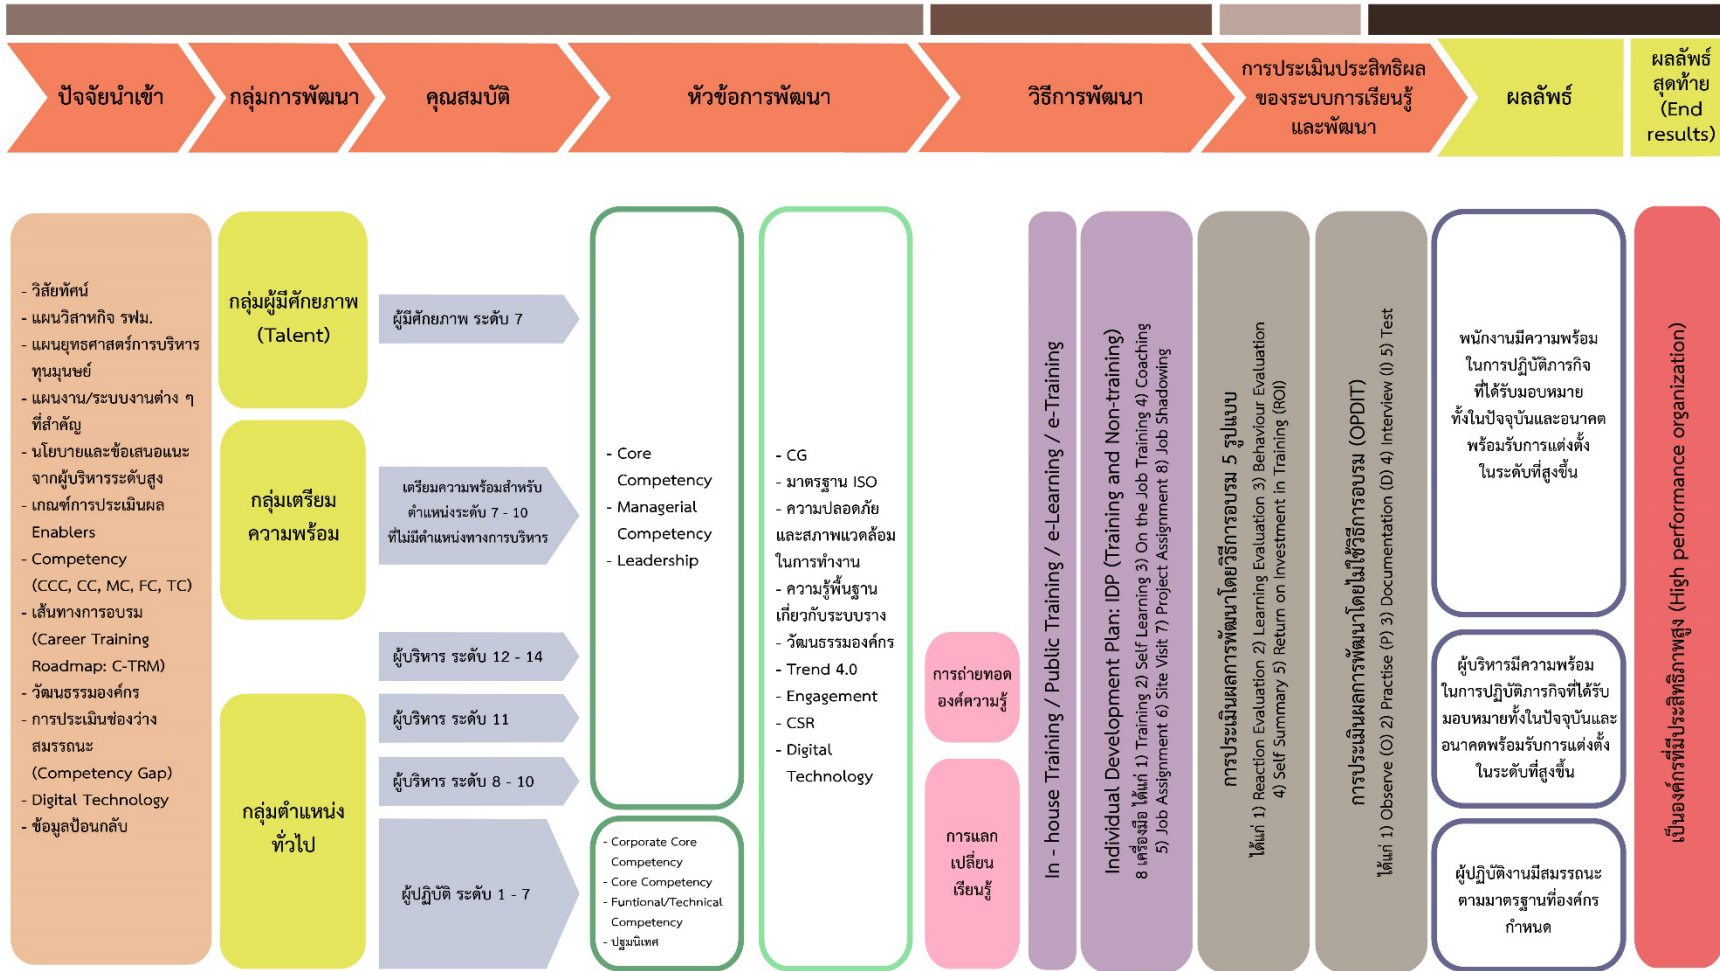 ปัจจัยนำเข้า
กลุ่มการพัฒนา
คุณสมบัติ
หัวข้อการพัฒนา
วิธีการพัฒนา
การประเมินประสิทธิผล
ของระบบการเรียนรู้
และพัฒนา
ผลลัพธ์
ผลลัพธ์
สุดท้าย
(End
results)
- วิสัยทัศน์
- แผนวิสาหกิจ รฟม.
- แผนยุทธศาสตร์การบริหาร
ทุนมนุษย์
- แผนงาน/ระบบงานต่าง ๆ
ที่สำคัญ
- นโยบายและข้อเสนอแนะ
จากผู้บริหารระดับสูง
- เกณฑ์การประเมินผล
Enablers
- Competency
(CCC, CC, MC, FC, TC)
- เส้นทางการอบรม
(Career Training
Roadmap: C-TRM)
- วัฒนธรรมองค์กร
- การประเมินช่องว่าง
สมรรถนะ
(Competency Gap)
- Digital Technology
- ข้อมูลป้อนกลับ
กลุ่มผู้มีศักยภาพ
(Talent)
กลุ่มเตรียม
ความพร้อม
กลุ่มตำแหน่ง
ทั่วไป
ผู้มีศักยภาพ ระดับ 7
เตรียมความพร้อมสำหรับ
ตำแหน่งระดับ 7 - 10
ที่ไม่มีตำแหน่งทางการบริหาร
ผู้บริหาร ระดับ 12 - 14
ผู้บริหาร ระดับ 11
ผู้บริหาร ระดับ 8 - 10
ผู้ปฏิบัติ ระดับ 1 - 7
- Core
Competency
- Managerial
Competency
- Leadership
- Corporate Core
Competency
- Core Competency
- Funtional/Technical
Competency
- ปฐมนิเทศ
- CG
- มาตรฐาน ISO
- ความปลอดภัย
และสภาพแวดล้อม
ในการทำงาน
- ความรู้พื้นฐาน
เกี่ยวกับระบบราง
- วัฒนธรรมองค์กร
- Trend 4.0
- Engagement
- CSR
- Digital
Technology
การถ่ายทอด
องค์ความรู้
การแลก
เปลี่ยน
เรียนรู้
In - house Training / Public Training / e-Learning / e-Training
Individual Development Plan: IDP (Training and Non-training)
8 เครื่องมือ ได้แก่ 1) Training 2) Self Learning 3) On the Job Training 4) Coaching
5) Job Assignment 6) Site Visit 7) Project Assignment 8) Job Shadowing
การประเมินผลการพัฒนาโดยวิธีการอบรม 5 รูปแบบ
ได้แก่ 1) Reaction Evaluation 2) Learning Evaluation 3) Behaviour Evaluation
4) Self Summary 5) Return on Investment in Training (ROI)
การประเมินผลการพัฒนาโดยไม่ใช้วิธีการอบรม (OPDIT)
ได้แก่ 1) Observe (O) 2) Practise (P) 3) Documentation (D) 4) Interview (I) 5) Test
พนักงานมีความพร้อม
ในการปฏิบัติภารกิจ
ที่ได้รับมอบหมาย
ทั้งในปัจจุบันและอนาคต
พร้อมรับการแต่งตั้ง
ในระดับที่สูงขึ้น
ผู้บริหารมีความพร้อม
ในการปฏิบัติภารกิจที่ได้รับ
มอบหมายทั้งในปัจจุบันและ
อนาคตพร้อมรับการแต่งตั้ง
ในระดับที่สูงขึ้น
ผู้ปฏิบัติงานมีสมรรถนะ
ตามมาตรฐานที่องค์กร
กำหนด
เป็นองค์กรที่มีประสิทธิภาพสูง (High performance organization)